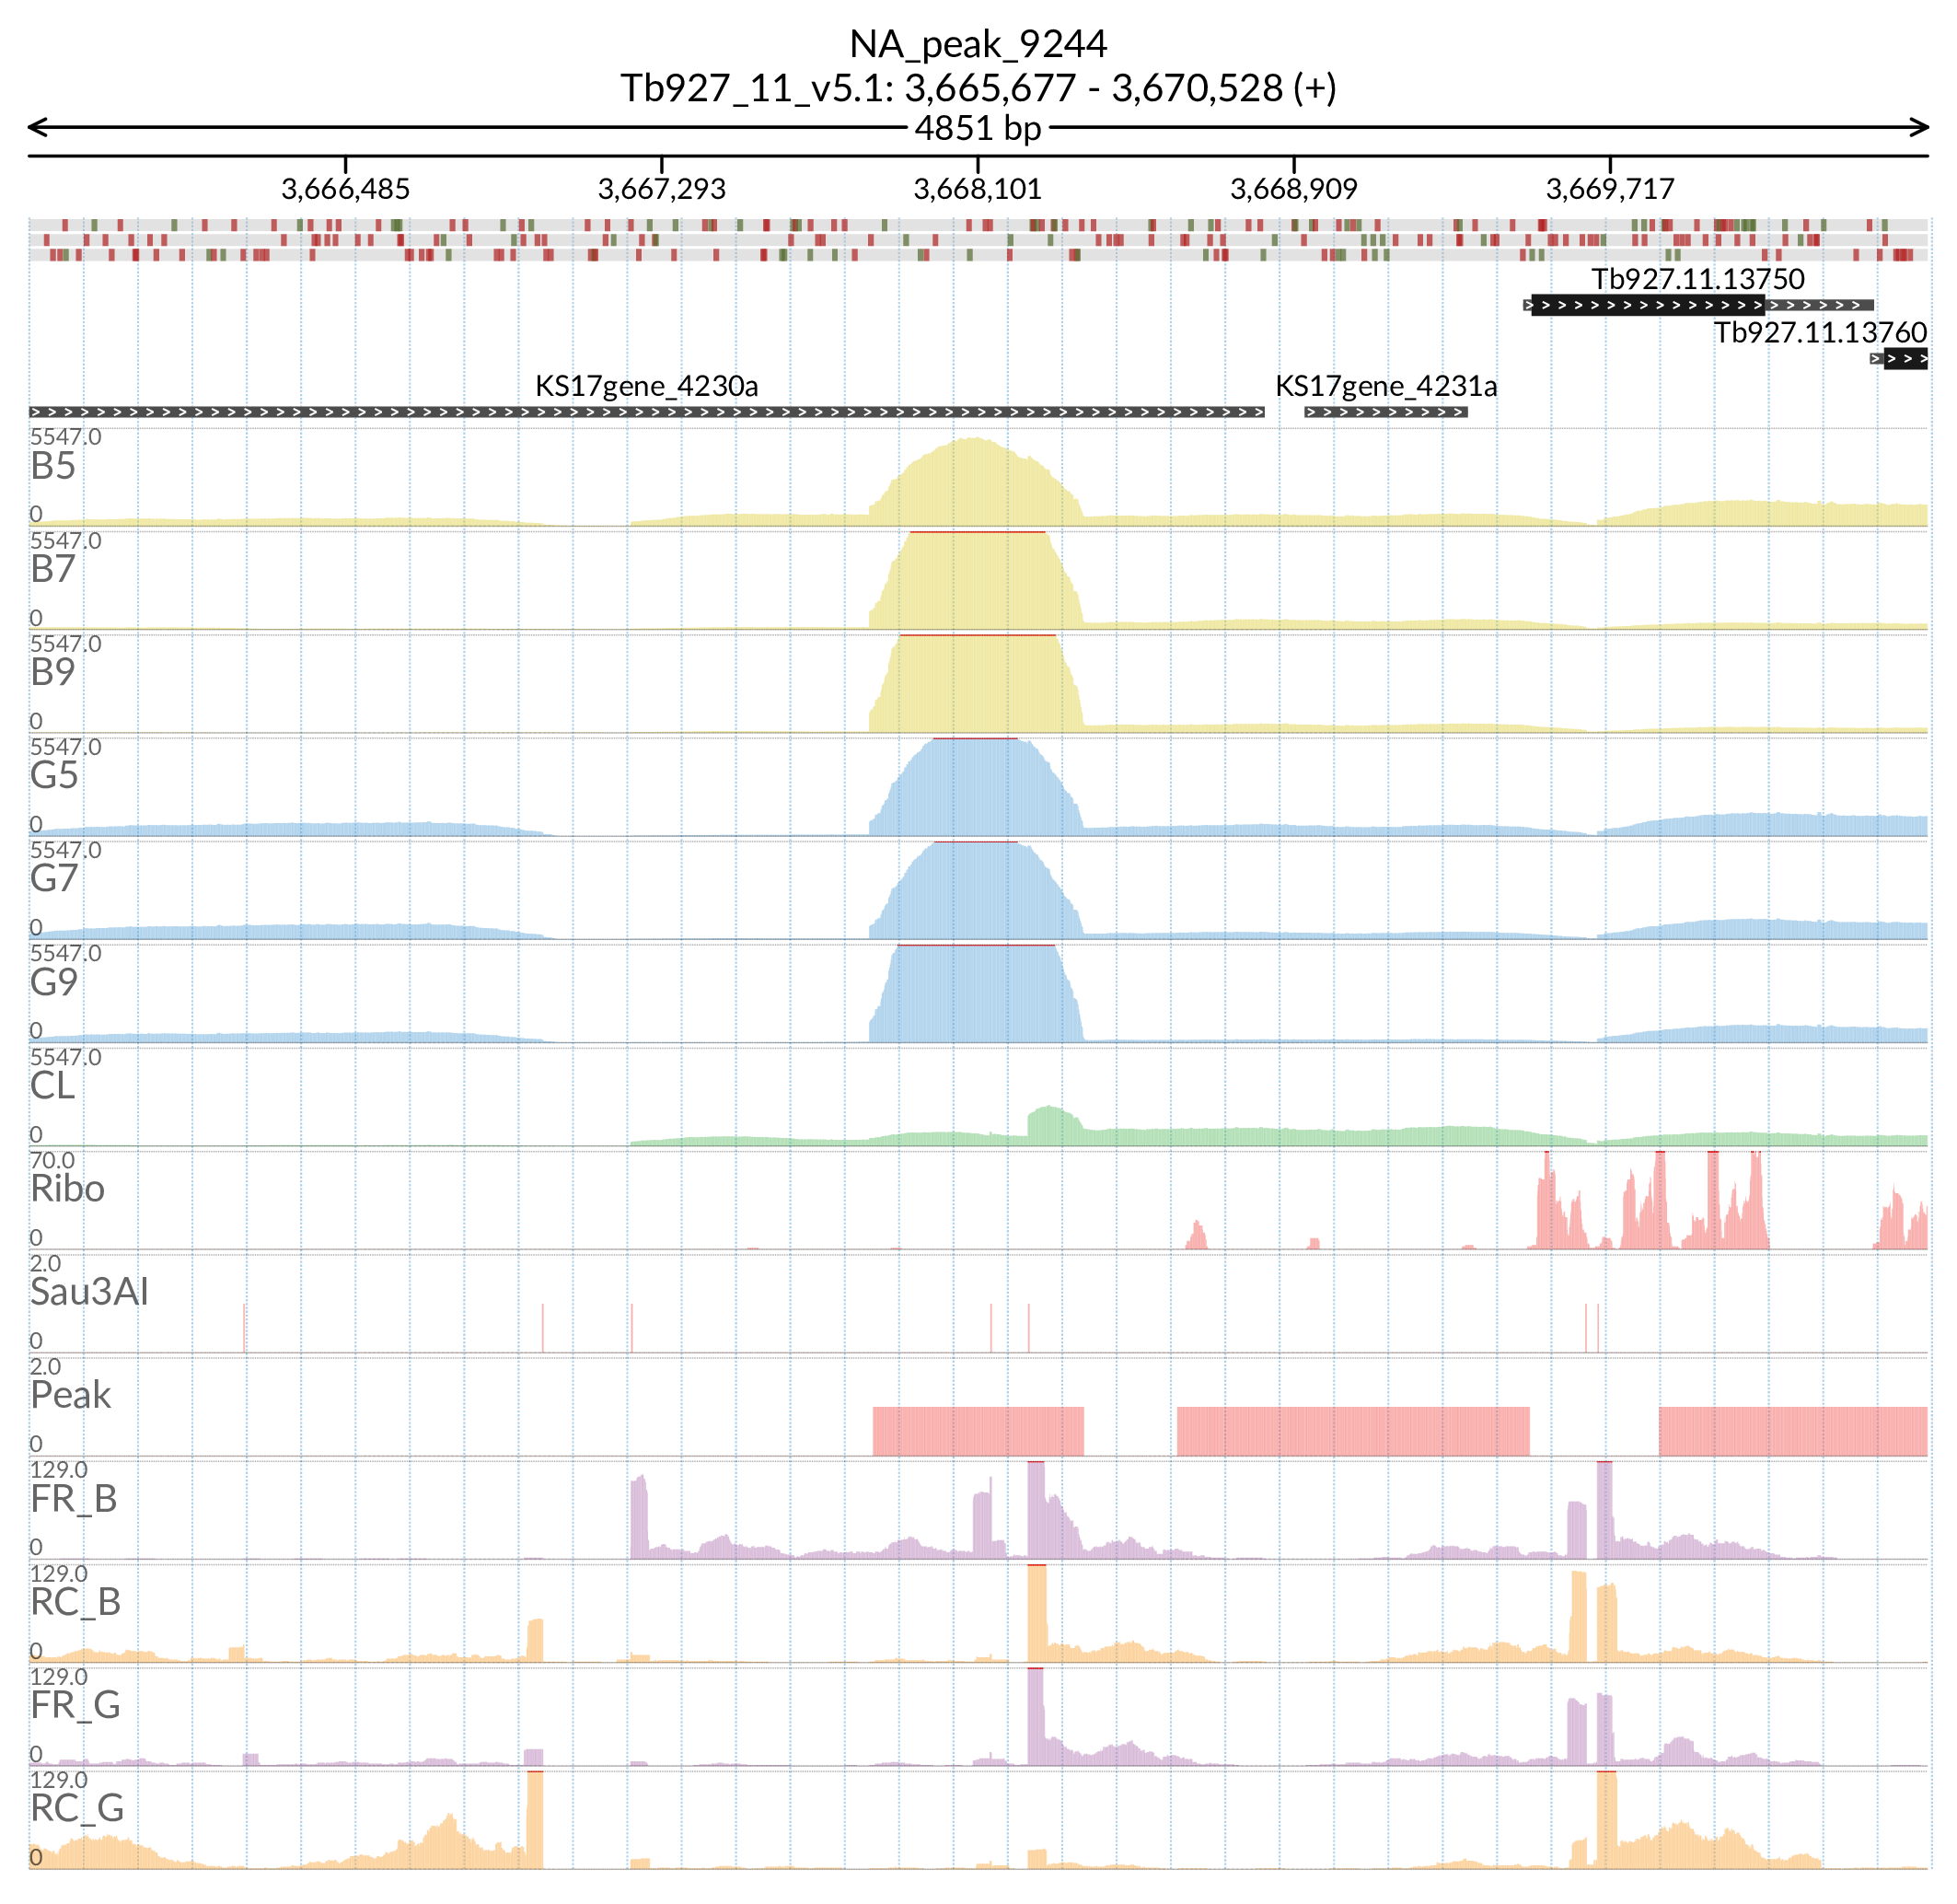 NA_peak_9244
Tb927_11_v5.1: 3,665,677 - 3,670,528 (+)
4851 bp
3,666,485 3,667,293 3,668,101 3,668,909 3,669,717
Tb927.11.13750
Tb927.11.13760
KS17gene_4230a KS17gene_4231a
5547.0
B5
0
5547.0
B7
0
5547.0
B9
0
5547.0
G5
0
5547.0
G7
0
5547.0
G9
0
5547.0
CL
0
70.0
Ribo
0
2.0
Sau3AI
0
2.0
Peak
0
129.0
FR_B
0
129.0
RC_B
0
129.0
FR_G
0
129.0
RC_G
0